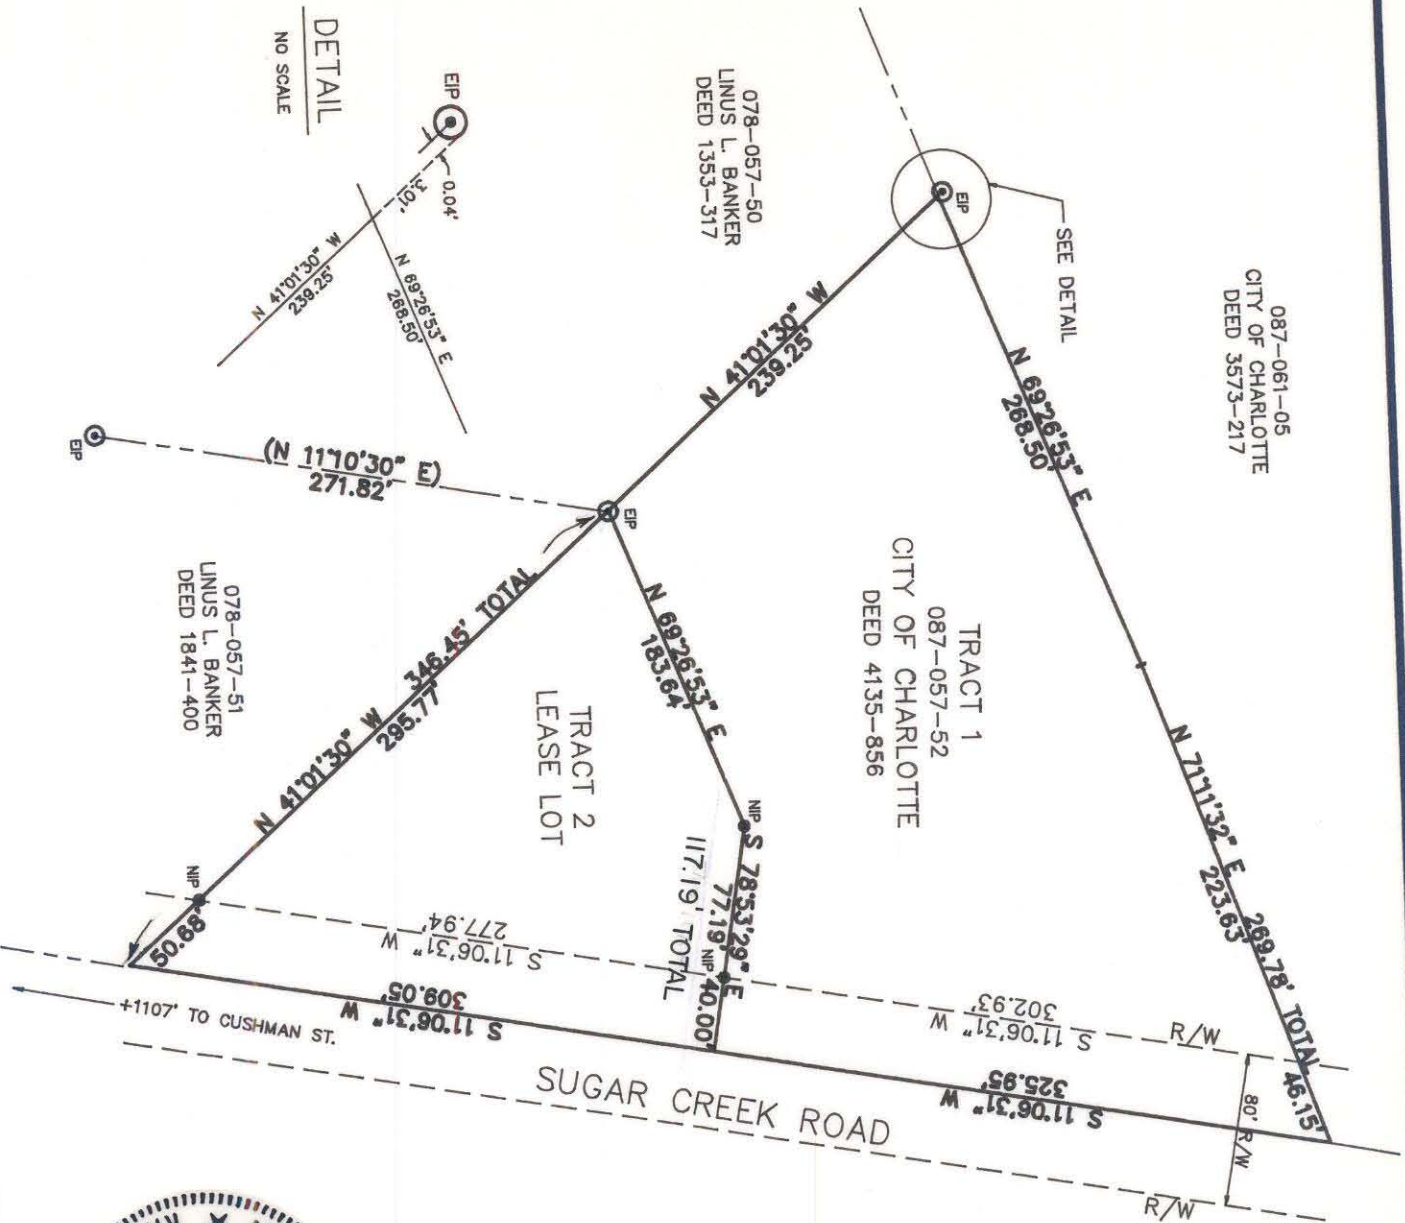 DETAIL
NO SCALE
EIP
0.04'
3.01'
N 41°01'30" W
239.25'
N 69°26'53" E
268.50'
078-057-50
LINUS L. BANKER
DEED 1353-317
EIP
SEE DETAIL
087-061-05
CITY OF CHARLOTTE
DEED 3573-217
N 41°01'30" W
239.25'
N 69°26'53" E
268.50'
EIP
(N 11°10'30" E)
271.82'
EIP
TRACT 1
087-057-52
CITY OF CHARLOTTE
DEED 4135-856
N 69°26'53" E
183.64'
N 71°11'32" E
223.63'
269.78' TOTAL
46.15'
078-057-51
LINUS L. BANKER
DEED 1841-400
346.45' TOTAL
N 41°01'30" W
295.77'
TRACT 2
LEASE LOT
NIP
S 78°53'29" E
77.19'
40.00'
117.19' TOTAL
NIP
NIP
50.68'
S 11°06'31" W
277.94'
S 11°06'31" W
302.93'
R/W
S 11°06'31" W
309.05'
S 11°06'31" W
325.95'
80' R/W
+1107' TO CUSHMAN ST.
SUGAR CREEK ROAD
R/W